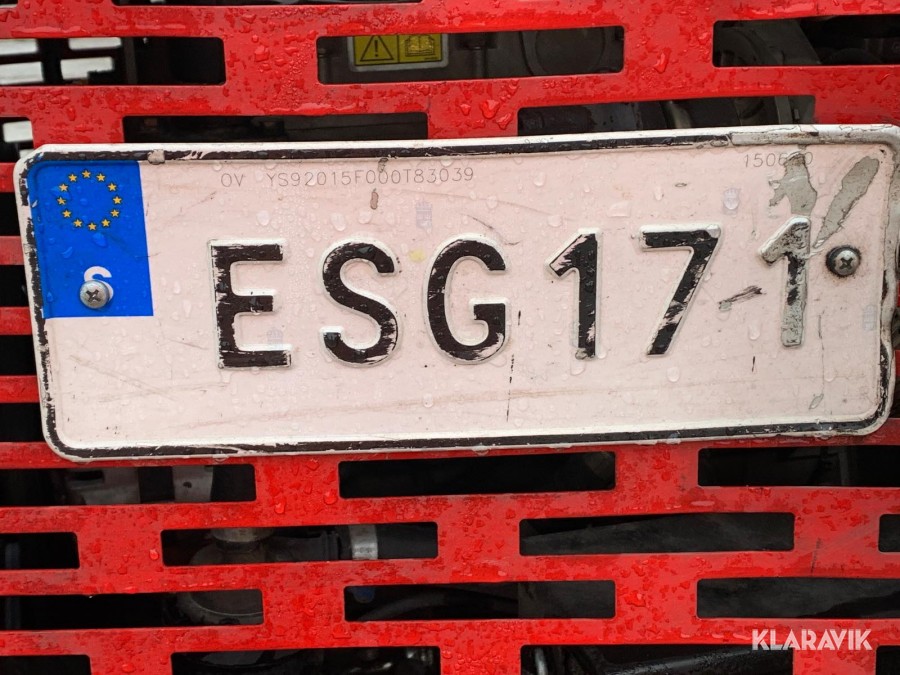 OV YS92015F000T83039
S
ESG171
KLARAVIK